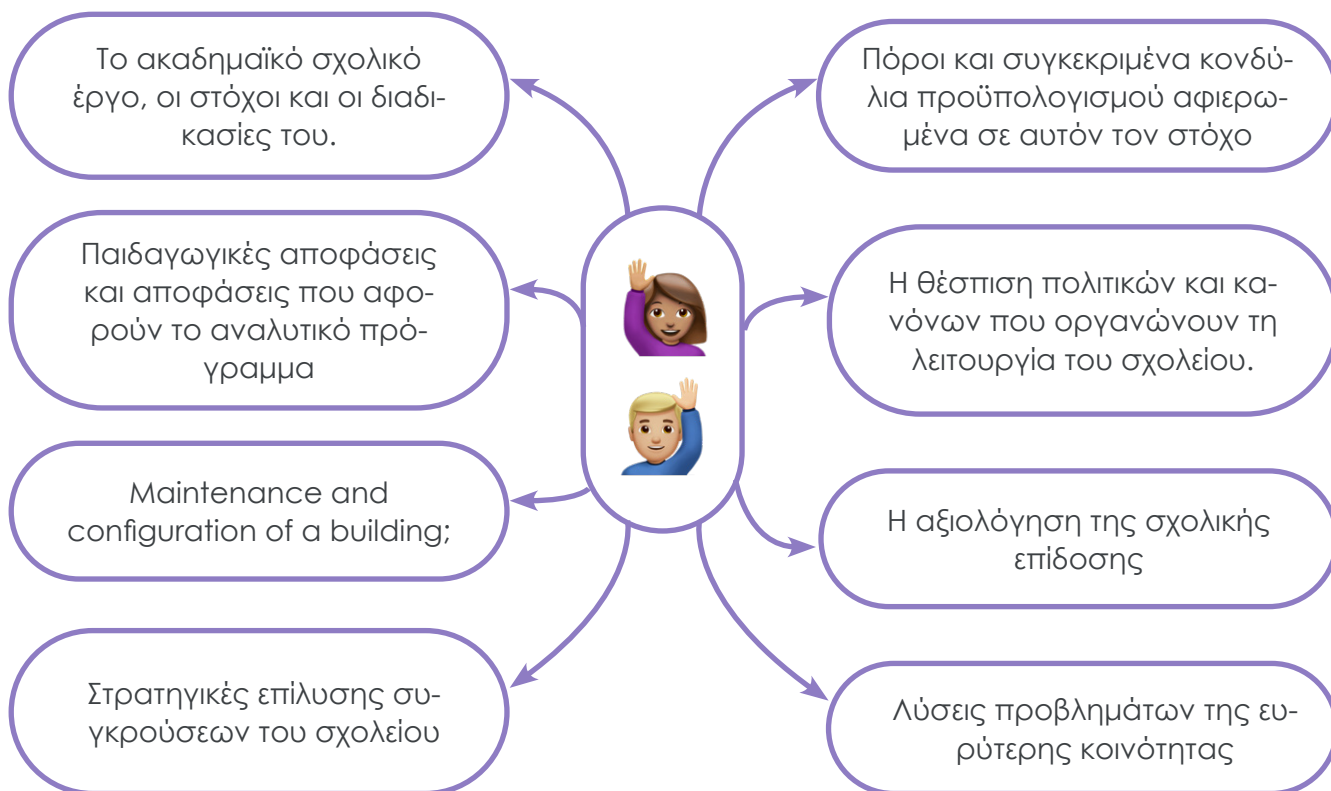 Το ακαδημαϊκό σχολικό
έργο, οι στόχοι και οι διαδι-
κασίες του.
Παιδαγωγικές αποφάσεις
και αποφάσεις που αφο-
ρούν το αναλυτικό πρό-
γραμμα
Maintenance and
configuration of a building;
Στρατηγικές επίλυσης συ-
γκρούσεων του σχολείου
Πόροι και συγκεκριμένα κονδύ-
λια προϋπολογισμού αφιερω-
μένα σε αυτόν τον στόχο
Η θέσπιση πολιτικών και κα-
νόνων που οργανώνουν τη
λειτουργία του σχολείου.
Η αξιολόγηση της σχολικής
επίδοσης
Λύσεις προβλημάτων της ευ-
ρύτερης κοινότητας